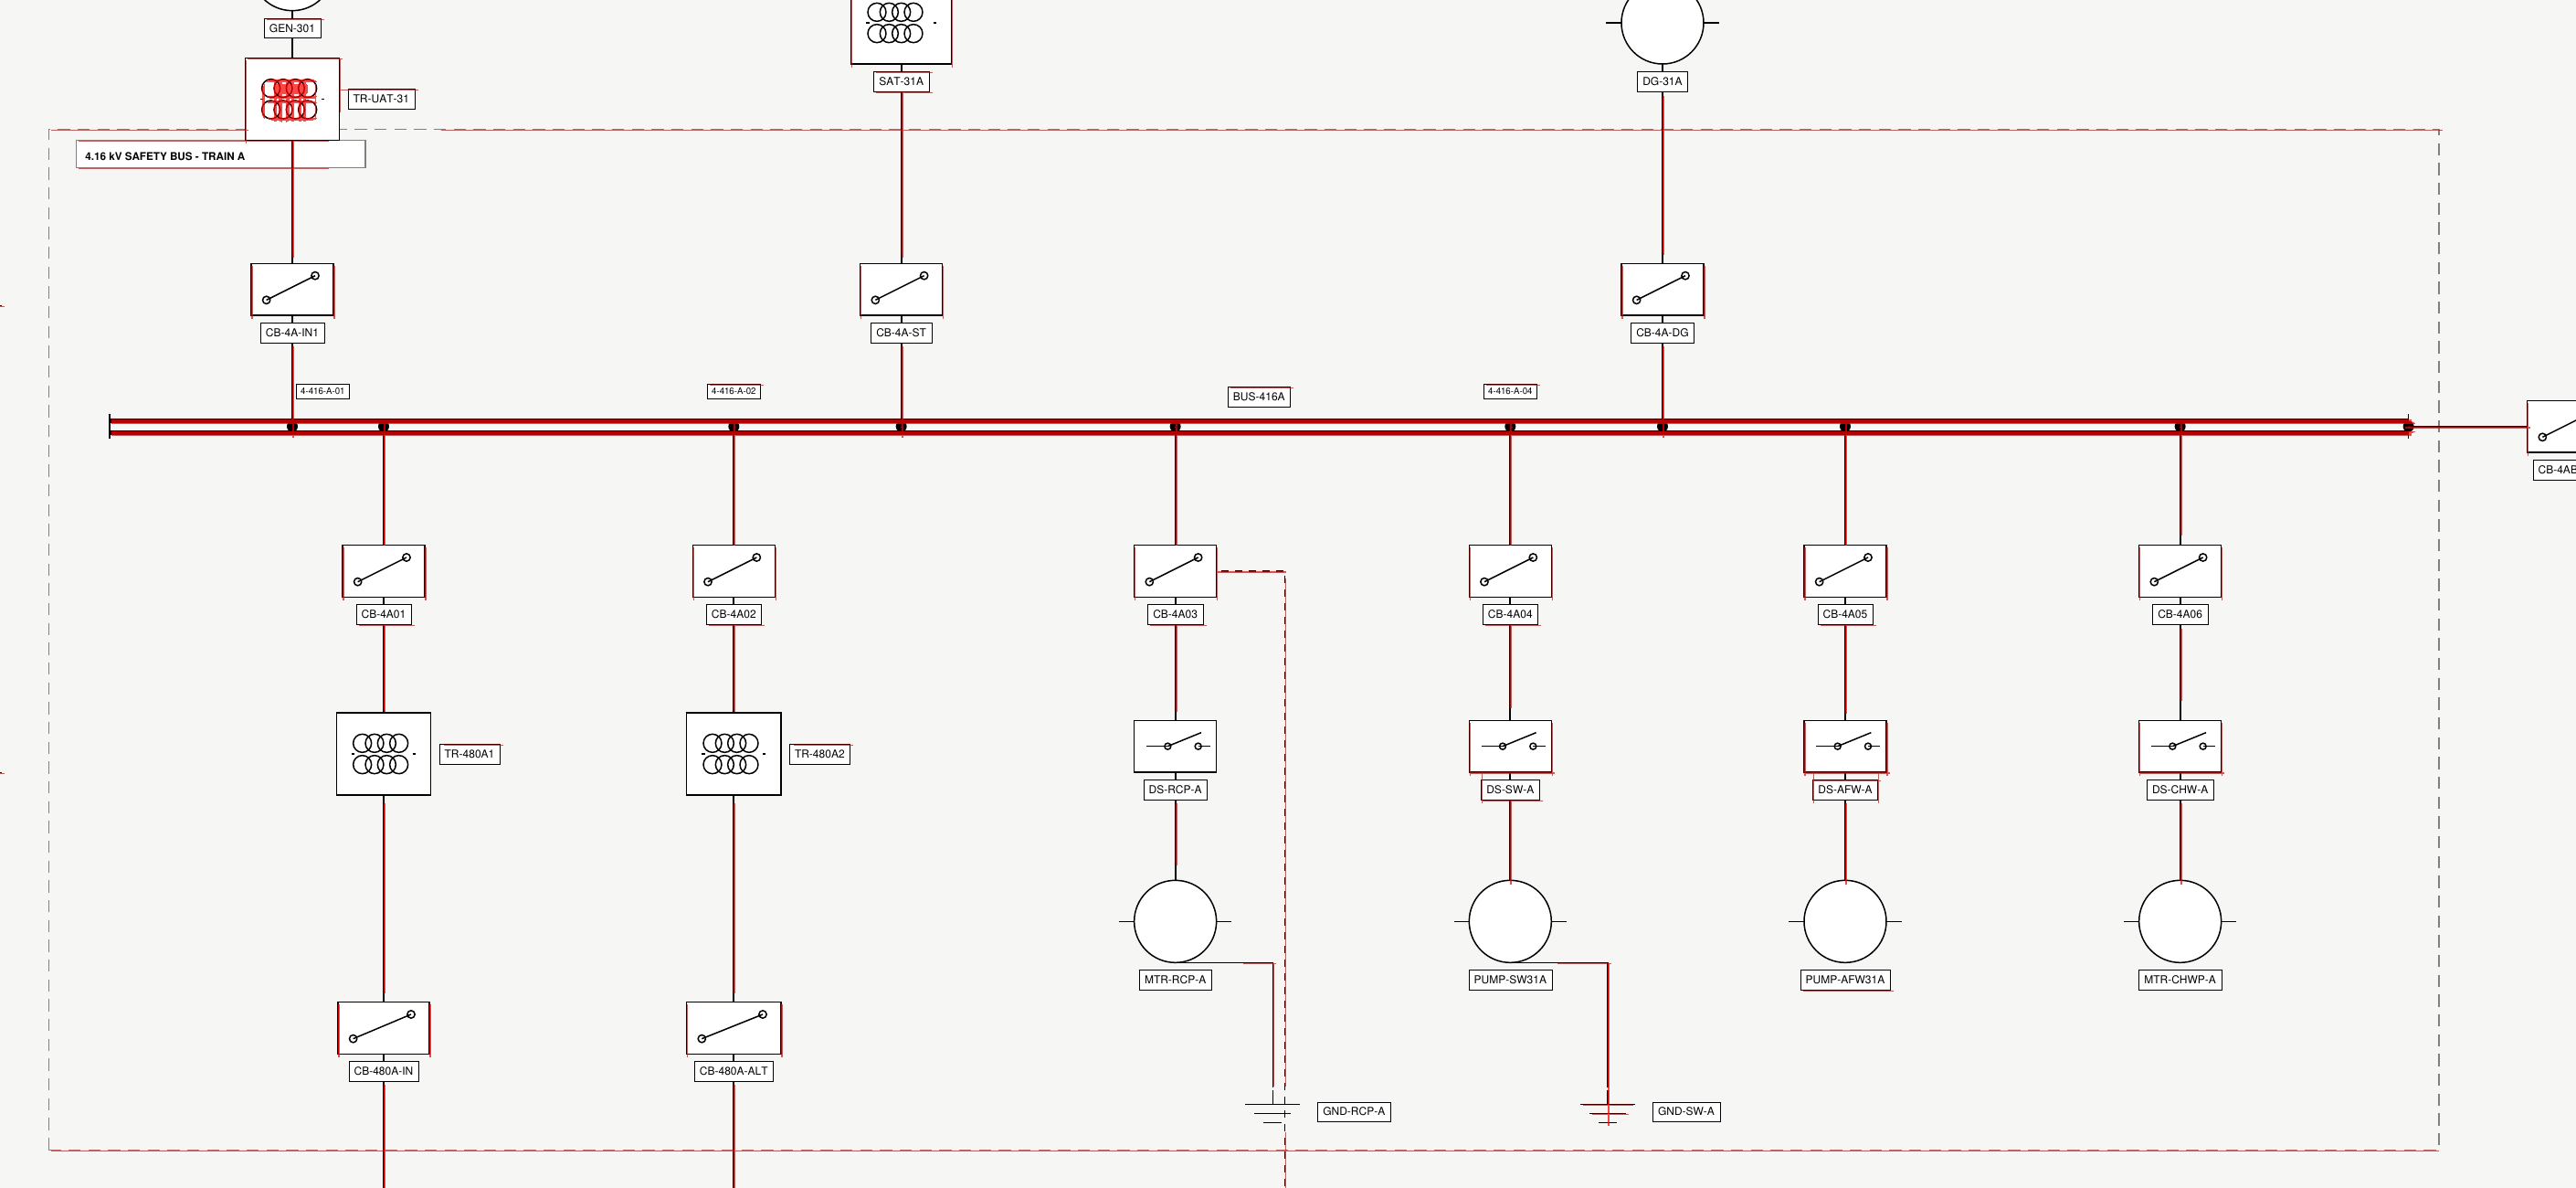 GEN-301
SAT-31A
DG-31A
TR-UAT-31
4.16 kV SAFETY BUS - TRAIN A
CB-4A-IN1
CB-4A-ST
CB-4A-DG
4-416-A-01
4-416-A-02
BUS-416A
4-416-A-04
CB-4AB
CB-4A01
CB-4A02
CB-4A03
CB-4A04
CB-4A05
CB-4A06
TR-480A1
TR-480A2
DS-RCP-A
DS-SW-A
DS-AFW-A
DS-CHW-A
MTR-RCP-A
PUMP-SW31A
PUMP-AFW31A
MTR-CHWP-A
CB-480A-IN
CB-480A-ALT
GND-RCP-A
GND-SW-A